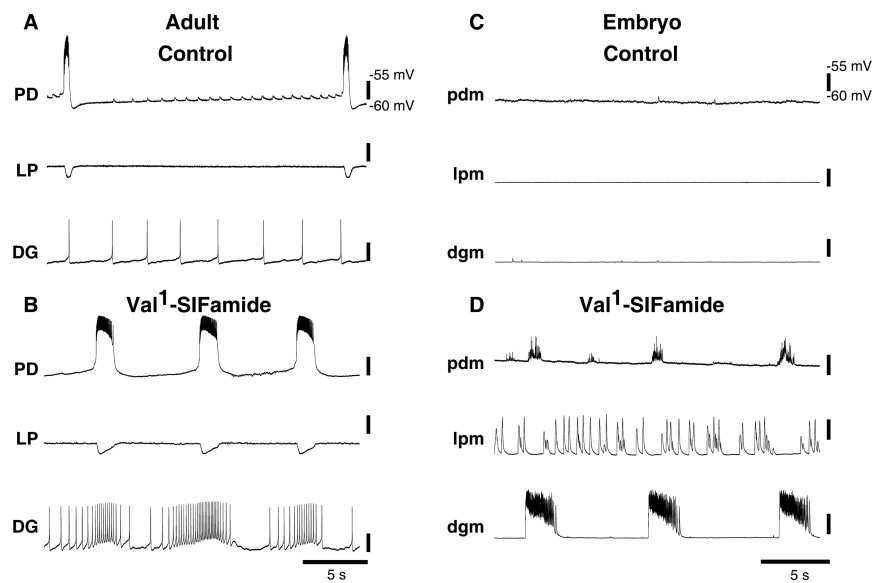 A
Adult
Control
PD
-55 mV
-60 mV
LP
DG
B
Val1-SIFamide
PD
LP
DG
5 s
C
Embryo
Control
pdm
-55 mV
-60 mV
lpm
dgm
D
Val1-SIFamide
pdm
lpm
dgm
5 s